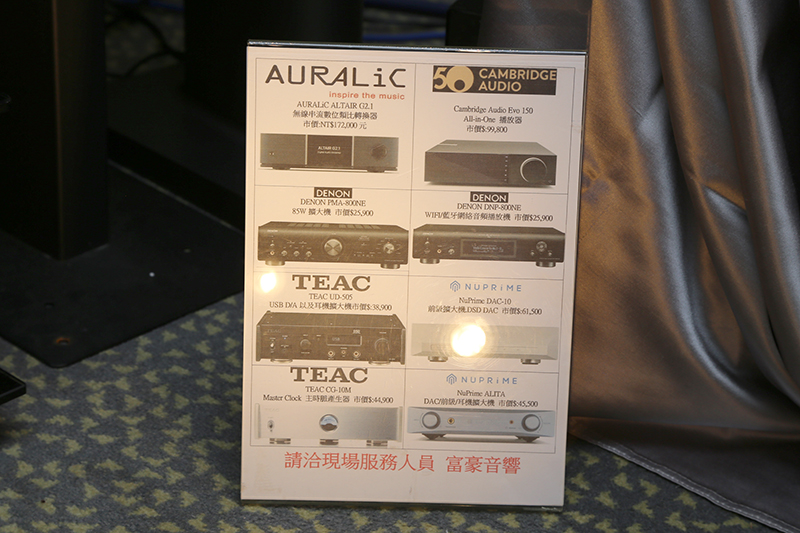 AURALiC
inspire the music
AURALiC ALTAIR G2.1
無線串流數位類比轉換器
市價:NT$172,000 元
ALTAIR G2.1
50 CAMBRIDGE AUDIO
Cambridge Audio Evo 150
All-in-One 播放器
市價$:99,800
DENON
DENON PMA-800NE
85W 擴大機 市價$25,900
DENON
DENON DNP-800NE
WIFI/藍牙網絡音頻播放機 市價$25,900
TEAC
TEAC UD-505
USB D/A 以及耳機擴大機市價$:38,900
NUPRiME
NuPrime DAC-10
前級擴大機,DSD DAC 市價$:61,500
TEAC
TEAC CG-10M
Master Clock 主時鐘產生器 市價$:44,900
NUPRiME
NuPrime ALITA
DAC/前級/耳機擴大機 市價$:45,500
請洽現場服務人員 富豪音響